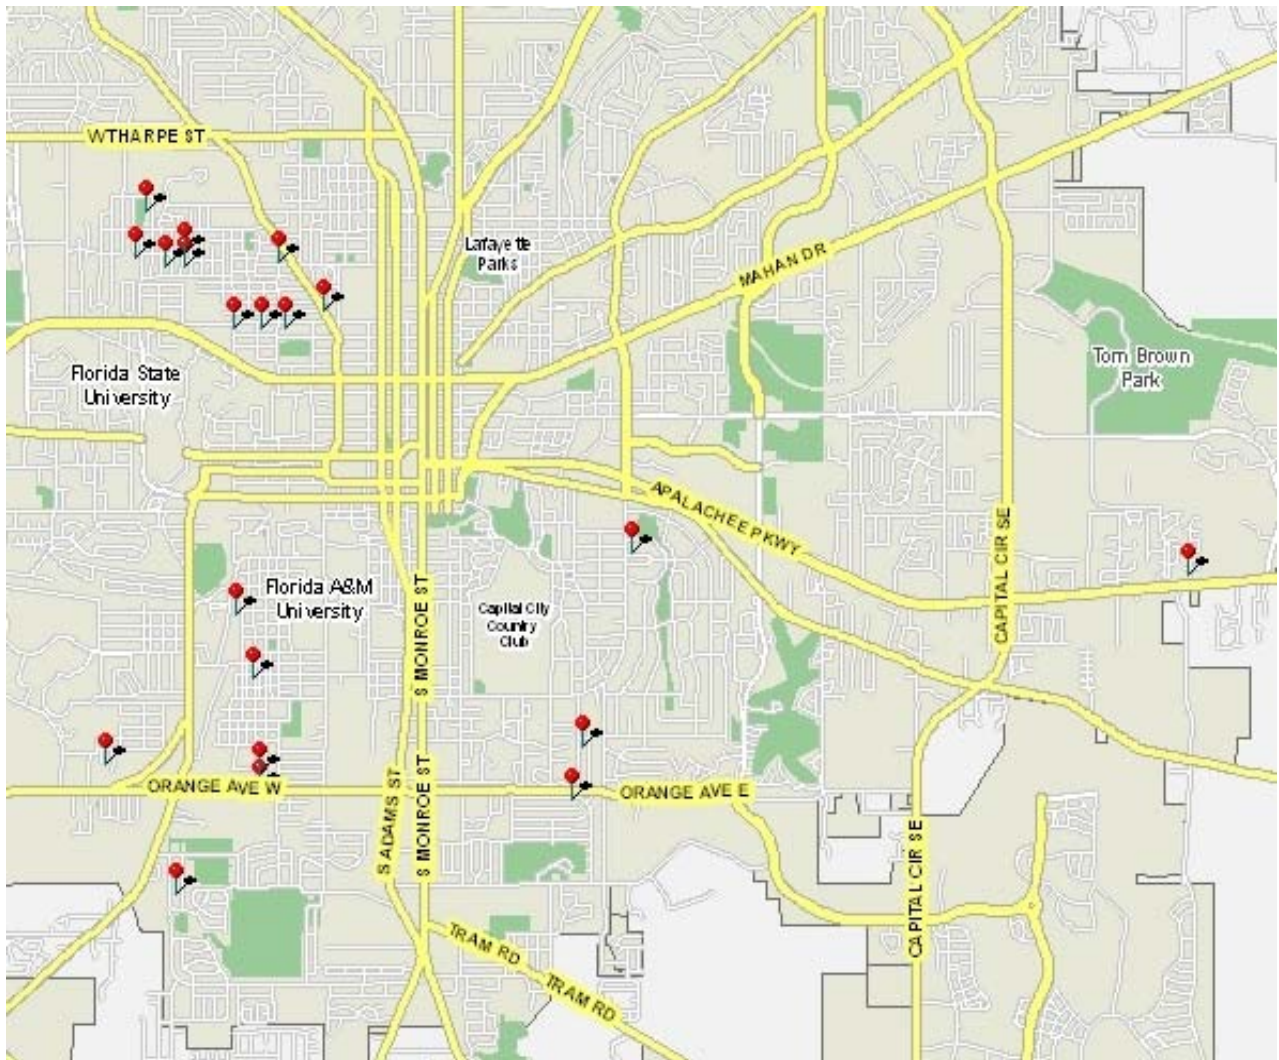 W THARPE ST
Lafayette
Parks
MAHAN DR
Tom Brown
Park
Florida State
University
APALACHEE PKWY
CAPITAL CIR SE
Florida A&M
University
S MONROE ST
Capital City
Country
Club
ORANGE AVE W
S ADAMS ST
S MONROE ST
ORANGE AVE E
CAPITAL CIR SE
TRAM RD
TRAM RD